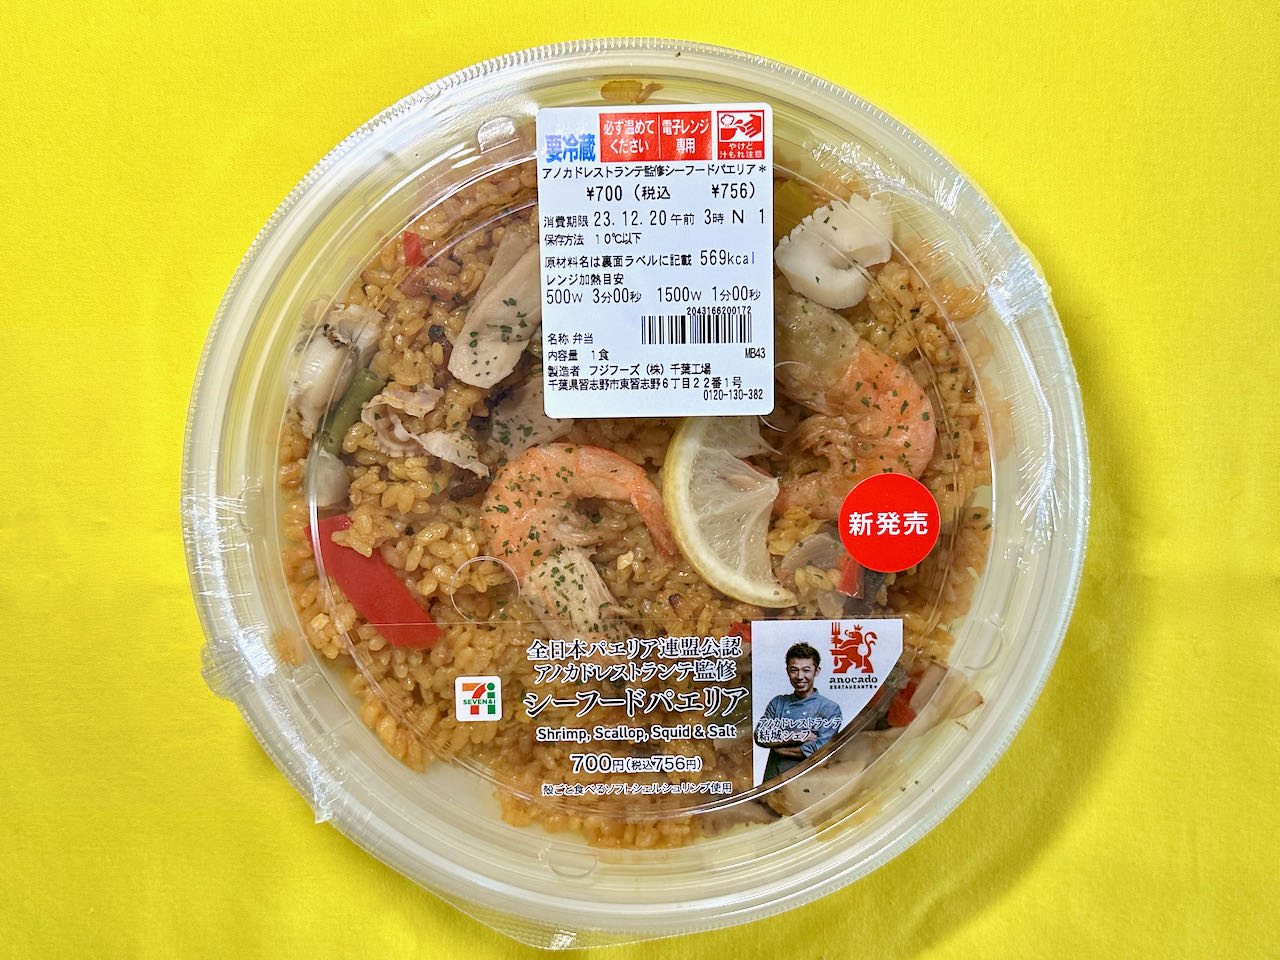 要冷蔵
必ず温めて
ください
電子レンジ
専用
やけど
汁もれ注意
アノカドレストランテ監修シーフードパエリア*
¥700 (税込 ¥756)
消費期限 23.12.20午前 3時 N 1
保存方法 10℃以下
原材料名は裏面ラベルに記載 569kcal
レンジ加熱目安
500W 3分00秒 1500W 1分00秒
2043166200172
名称 弁当
内容量 1食 MB43
製造者 フジフーズ(株)千葉工場
千葉県習志野市東習志野6丁目22番1号
0120-130-382
新発売
全日本パエリア連盟公認
アノカドレストランテ監修
シーフードパエリア
Shrimp, Scallop, Squid & Salt
700円(税込756円)
殻ごと食べるソフトシェルシュリンプ使用
7
SEVEN&i
anocado
RESTAURANTE+
アノカドレストランテ
結城シェフ